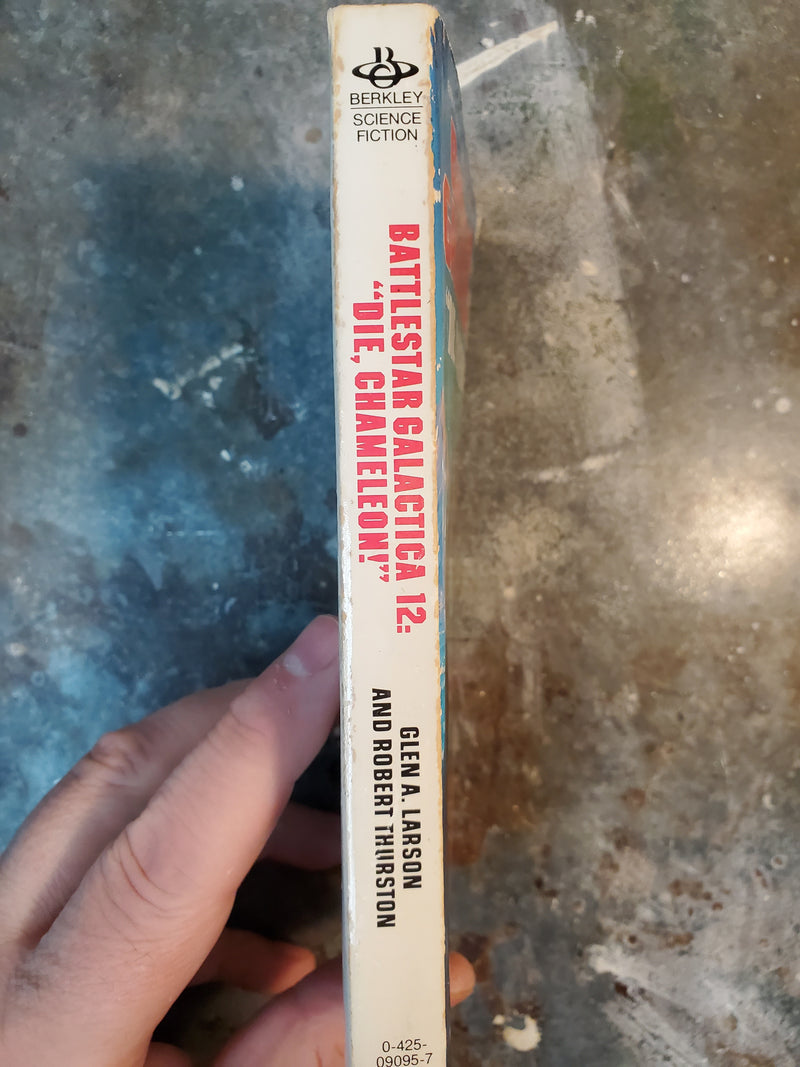 BERKLEY
SCIENCE
FICTION
BATTLESTAR GALACTICA 12:
“DIE, CHAMELEON!”
GLEN A. LARSON
AND ROBERT THURSTON
0-425-
09095-7